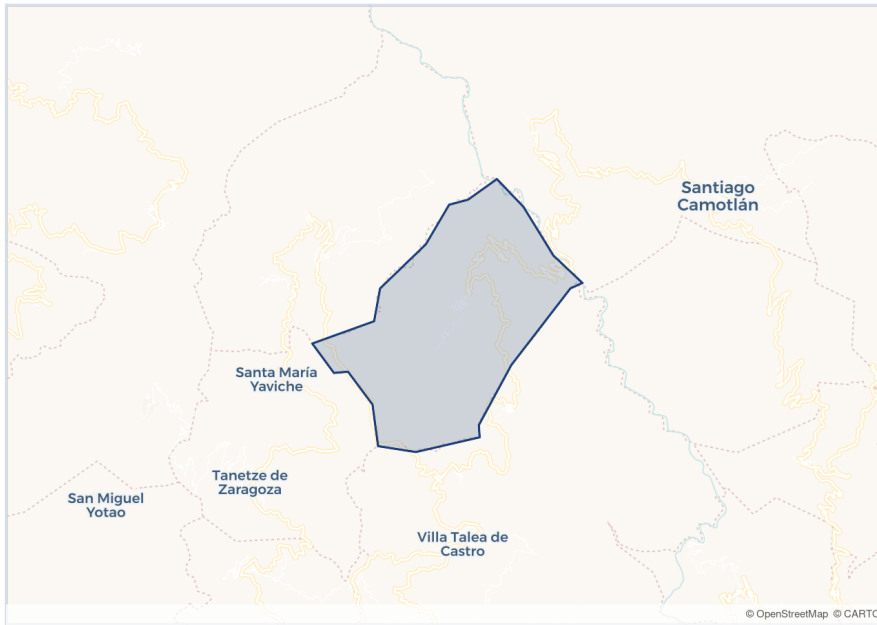 Santiago
Camotlán
Santa María
Yaviche
Tanetze de
Zaragoza
San Miguel
Yotao
Villa Talea de
Castro
© OpenStreetMap © CARTO